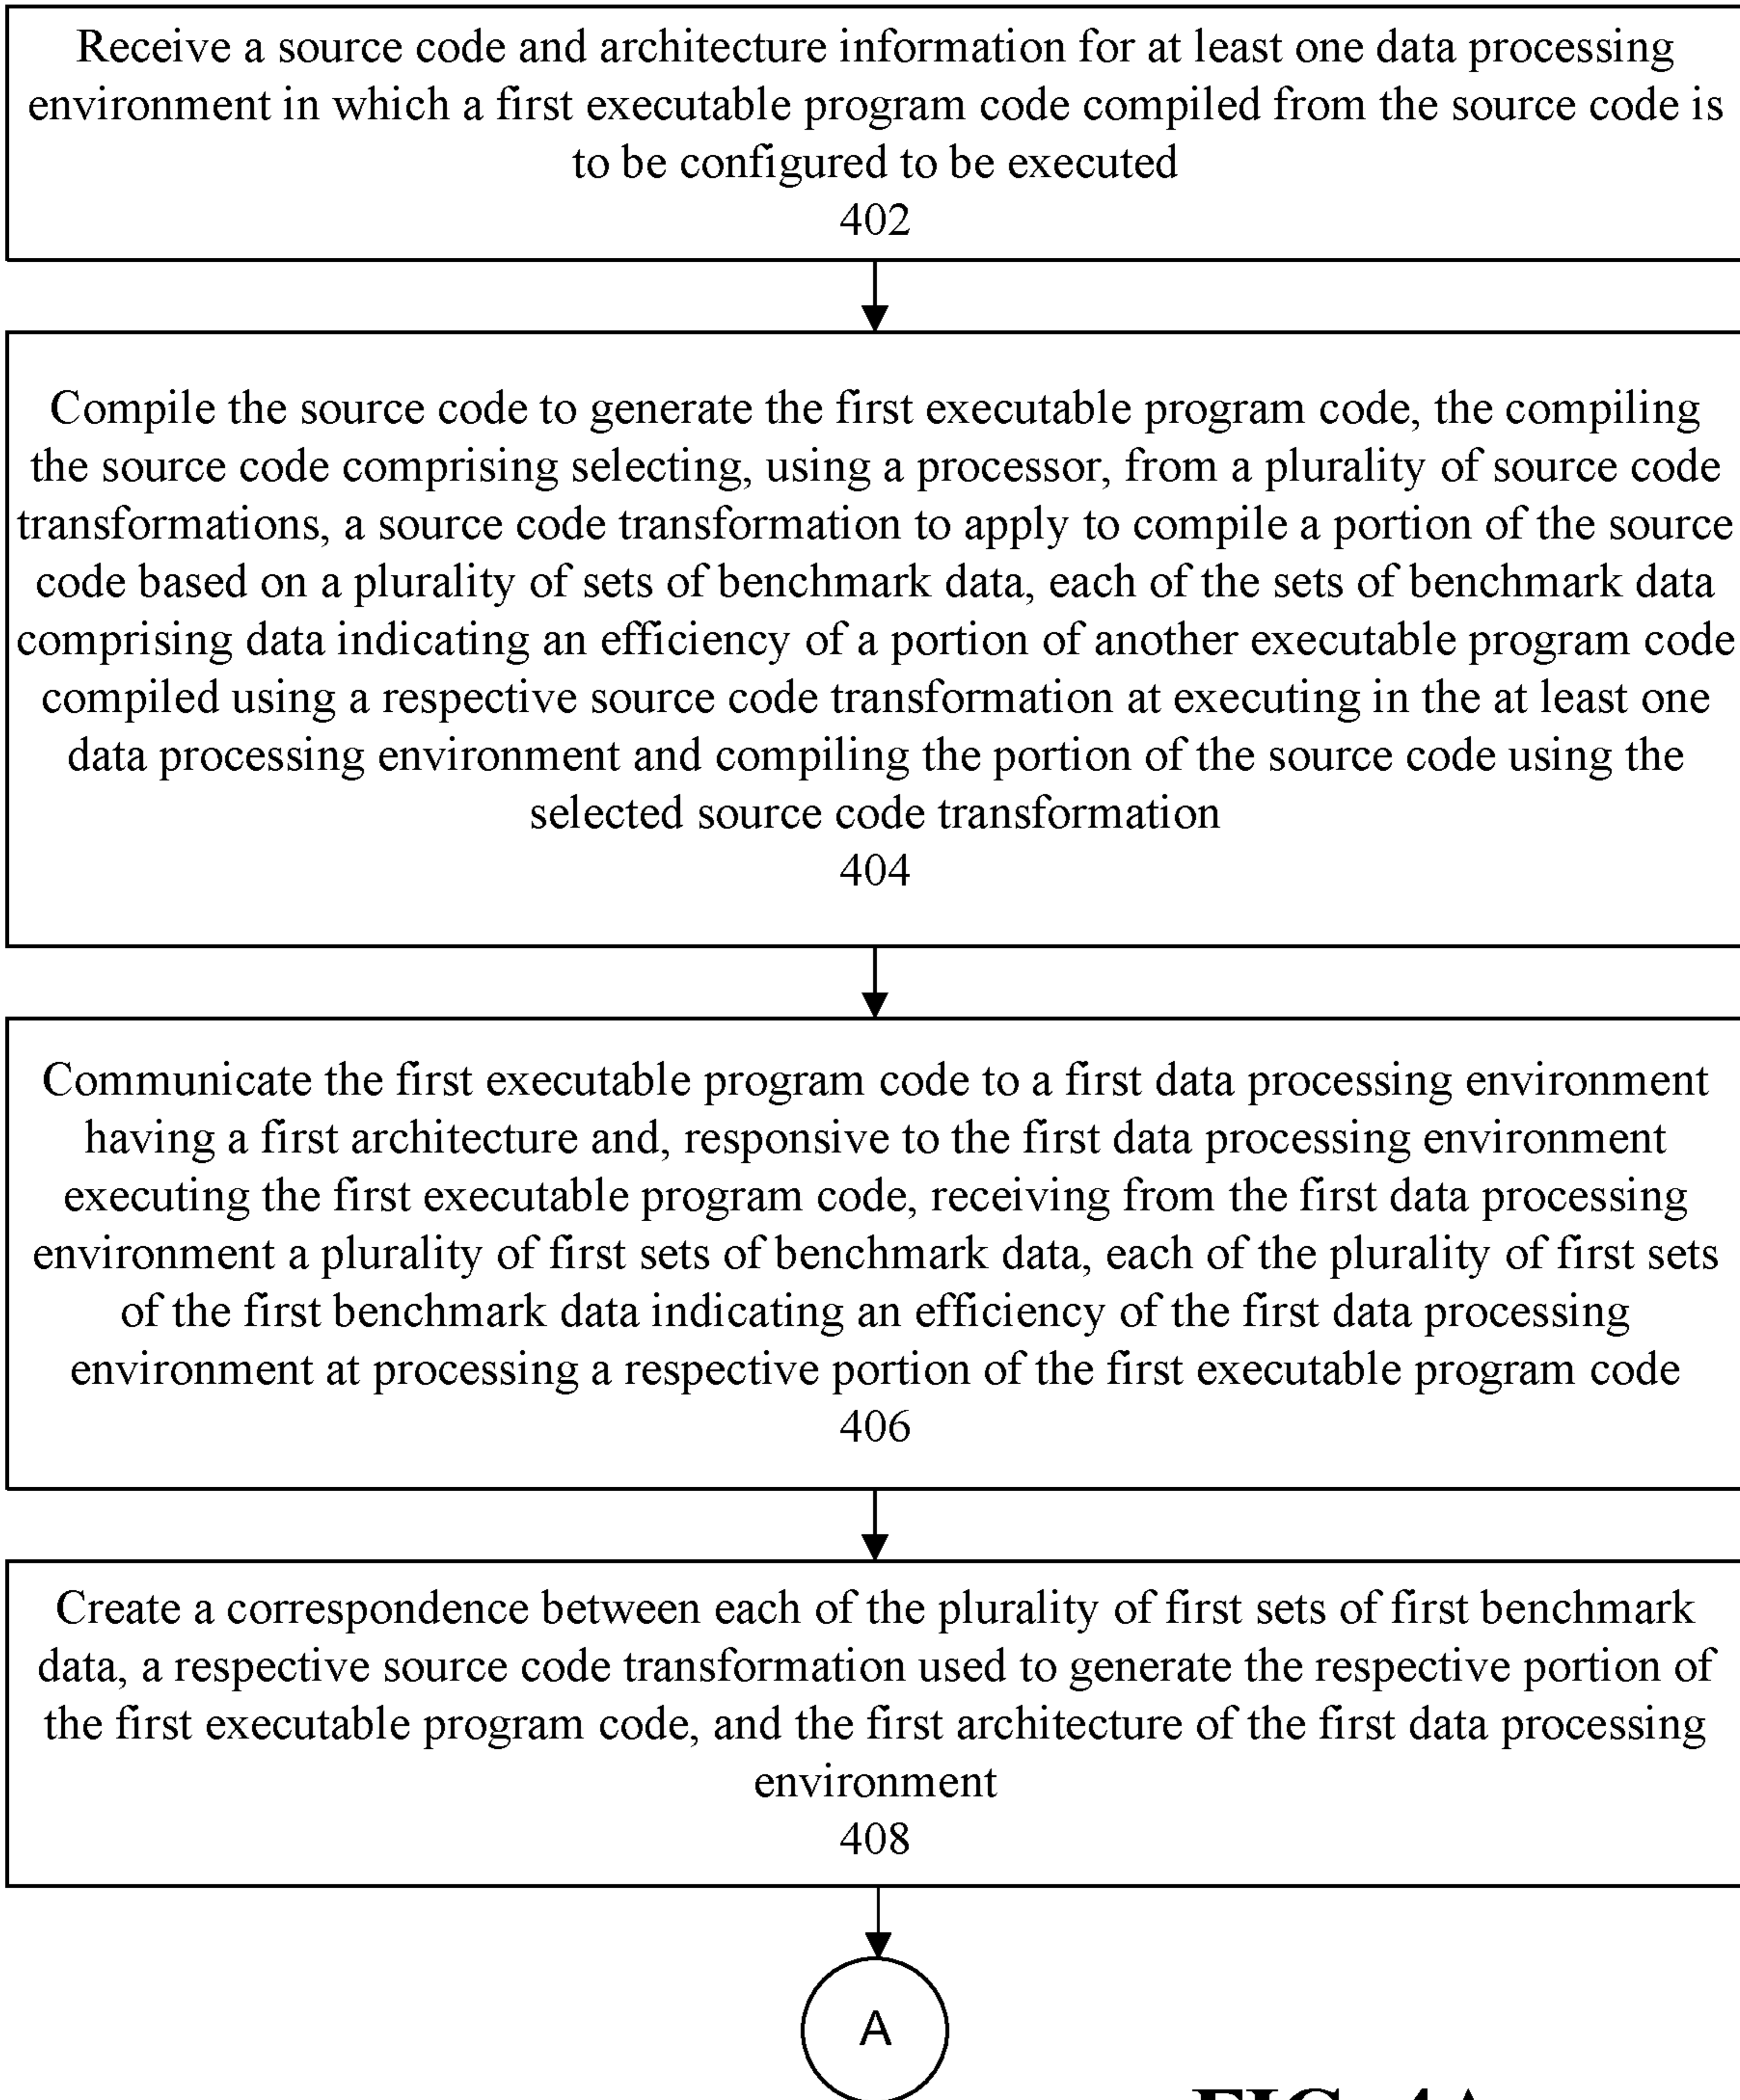 Receive a source code and architecture information for at least one data processing
environment in which a first executable program code compiled from the source code is
to be configured to be executed
402
Compile the source code to generate the first executable program code, the compiling
the source code comprising selecting, using a processor, from a plurality of source code
transformations, a source code transformation to apply to compile a portion of the source
code based on a plurality of sets of benchmark data, each of the sets of benchmark data
comprising data indicating an efficiency of a portion of another executable program code
compiled using a respective source code transformation at executing in the at least one
data processing environment and compiling the portion of the source code using the
selected source code transformation
404
Communicate the first executable program code to a first data processing environment
having a first architecture and, responsive to the first data processing environment
executing the first executable program code, receiving from the first data processing
environment a plurality of first sets of benchmark data, each of the plurality of first sets
of the first benchmark data indicating an efficiency of the first data processing
environment at processing a respective portion of the first executable program code
406
Create a correspondence between each of the plurality of first sets of first benchmark
data, a respective source code transformation used to generate the respective portion of
the first executable program code, and the first architecture of the first data processing
environment
408
A